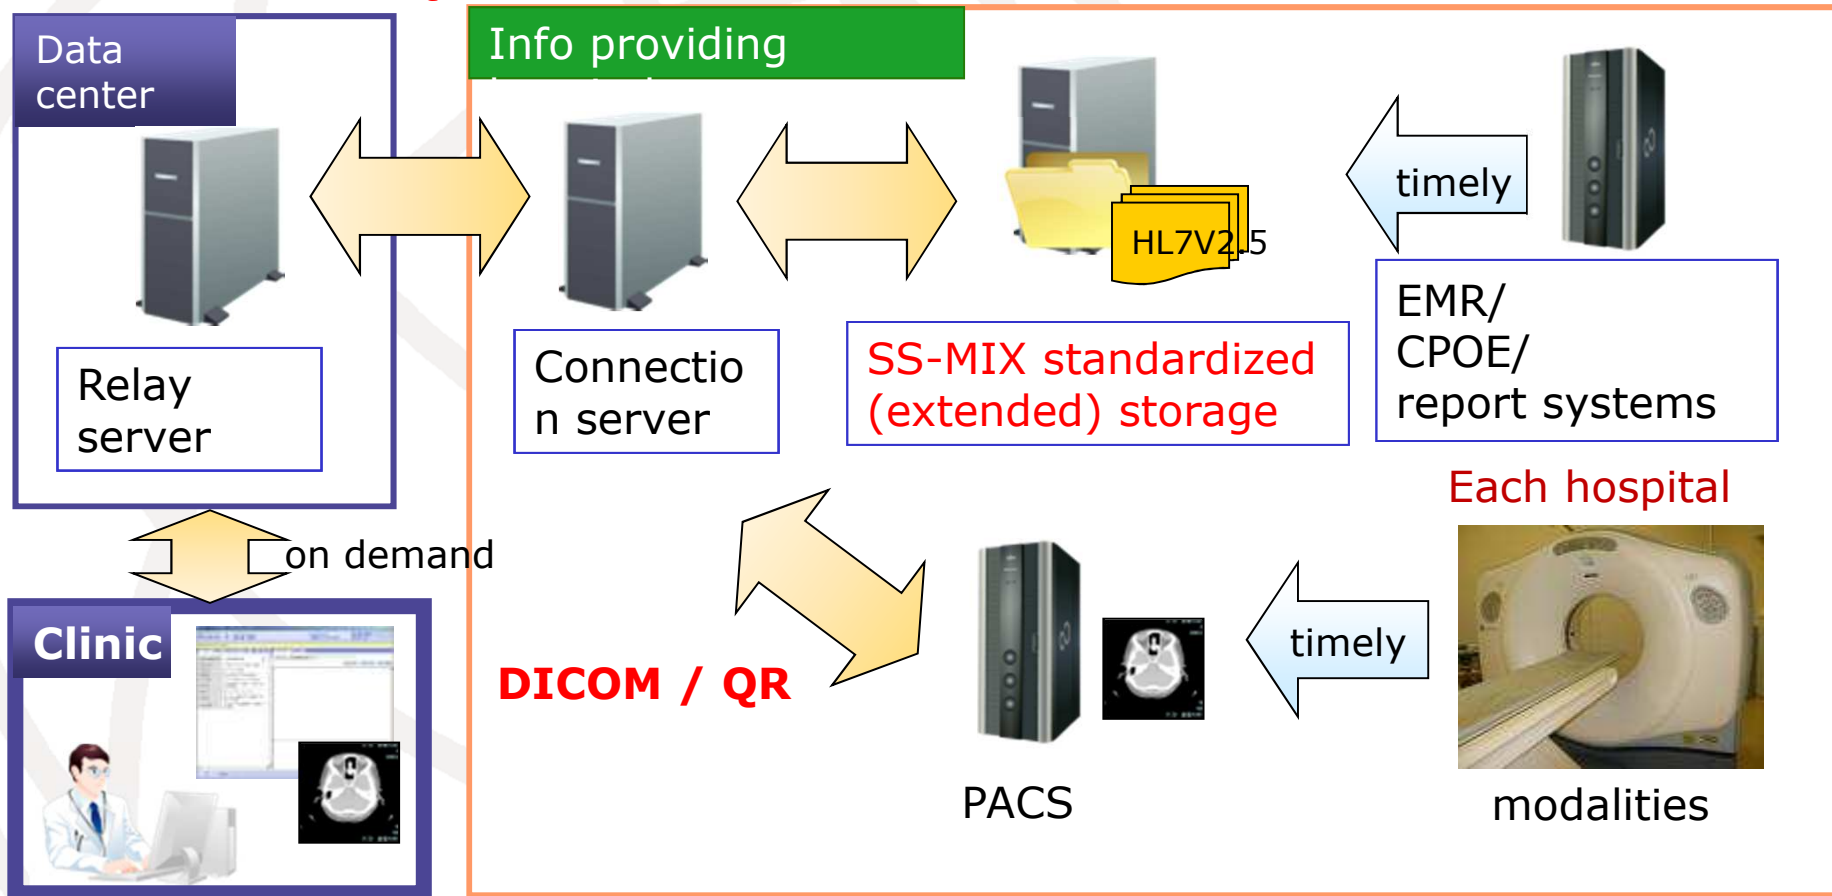 Data
center
Info providing
timely
HL7V2.5
EMR/
CPOE/
report systems
Relay
server
Connectio
n server
SS-MIX standardized
(extended) storage
Each hospital
on demand
Clinic
DICOM / QR
timely
PACS
modalities